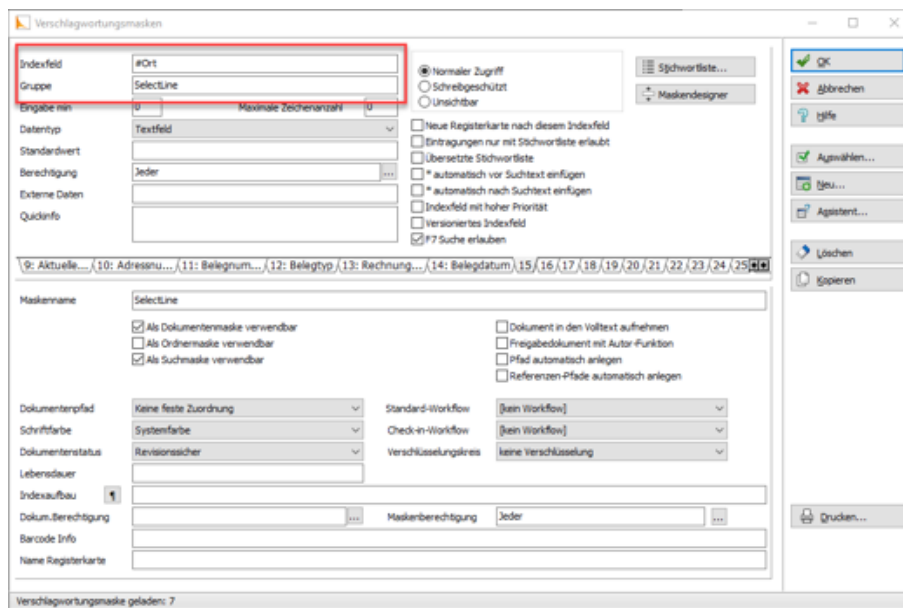 Verschlagwortungsmasken
Indexfeld #Ort
Gruppe SelectLine
Eingabe min 0 Maximale Zeichenanzahl 0
Datentyp Textfeld
Standardwert
Berechtigung Jeder ...
Externe Daten
Quickinfo
Normaler Zugriff
Schreibgeschützt
Unsichtbar
Neue Registerkarte nach diesem Indexfeld
Eintragungen nur mit Stichwortliste erlaubt
Übersetzte Stichwortliste
* automatisch vor Suchtext einfügen
* automatisch nach Suchtext einfügen
Indexfeld mit hoher Priorität
Versioniertes Indexfeld
F7 Suche erlauben
Stichwortliste...
Maskendesigner
OK
Abbrechen
Hilfe
Auswählen...
Neu...
Assistent...
Löschen
Kopieren
9: Aktuelle... 10: Adressnu... 11: Belegnum... 12: Belegtyp 13: Rechnung... 14: Belegdatum 15 16 17 18 19 20 21 22 23 24 25
Maskenname SelectLine
Als Dokumentenmaske verwendbar
Als Ordnermaske verwendbar
Als Suchmaske verwendbar
Dokument in den Volltext aufnehmen
Freigabedokument mit Autor-Funktion
Pfad automatisch anlegen
Referenzen-Pfade automatisch anlegen
Dokumentenpfad Keine feste Zuordnung Standard-Workflow [kein Workflow]
Schriftfarbe Systemfarbe Check-in-Workflow [kein Workflow]
Dokumentenstatus Revisionssicher Verschlüsselungskreis keine Verschlüsselung
Lebensdauer
Indexaufbau ¶
Dokum.Berechtigung ... Maskenberechtigung Jeder ...
Barcode Info
Name Registerkarte
Drucken...
Verschlagwortungsmaske geladen: 7